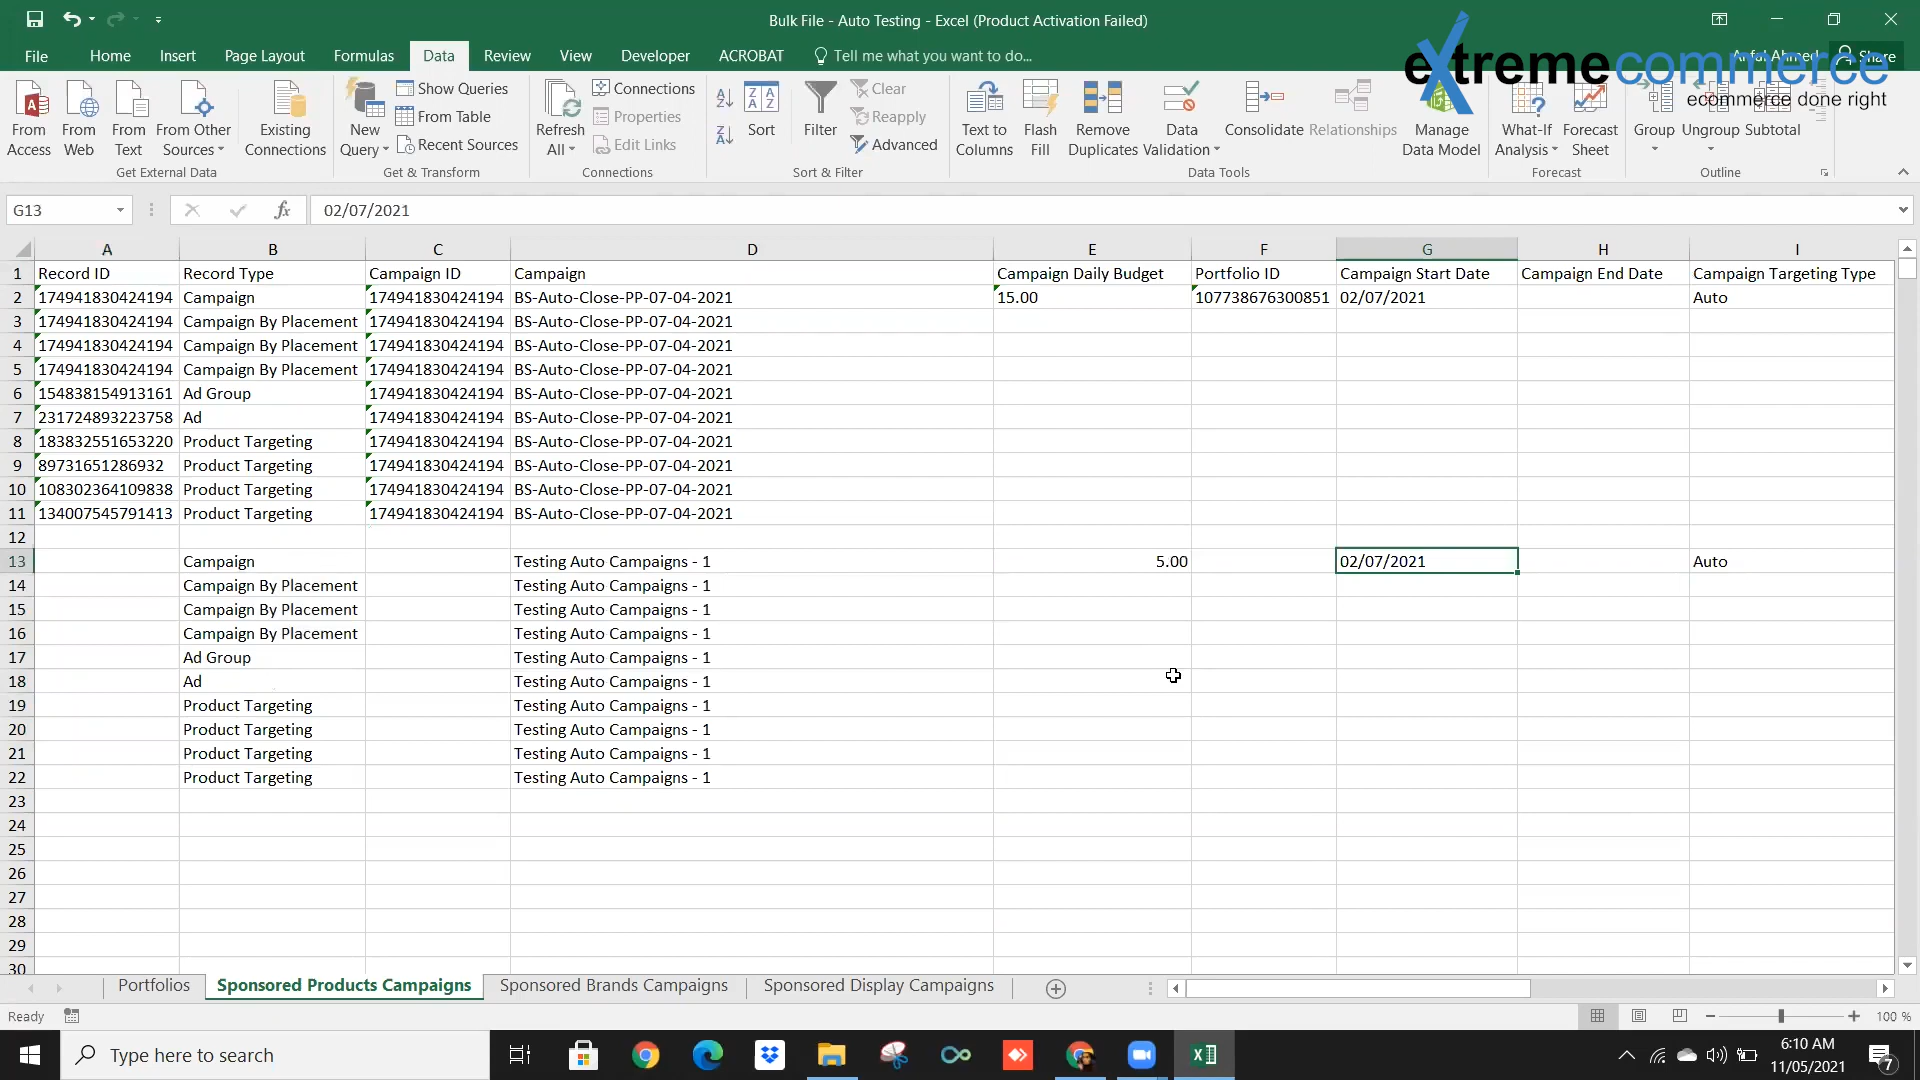 Bulk File - Auto Testing - Excel (Product Activation Failed)
File Home Insert Page Layout Formulas Data Review View Developer ACROBAT Tell me what you want to do... Share
extremecommerce
ecommerce done right
Show Queries Connections Clear
From Table Properties Reapply
Recent Sources Edit Links Advanced
From Access From Web From Text From Other Sources Existing Connections New Query Refresh All Sort Filter Text to Columns Flash Fill Remove Duplicates Data Validation Consolidate Relationships Manage Data Model What-If Analysis Forecast Sheet Group Ungroup Subtotal
Get External Data Get & Transform Connections Sort & Filter Data Tools Forecast Outline
G13 fx 02/07/2021
A B C D E F G H I
1 Record ID Record Type Campaign ID Campaign Campaign Daily Budget Portfolio ID Campaign Start Date Campaign End Date Campaign Targeting Type
2 174941830424194 Campaign 174941830424194 BS-Auto-Close-PP-07-04-2021 15.00 107738676300851 02/07/2021 Auto
3 174941830424194 Campaign By Placement 174941830424194 BS-Auto-Close-PP-07-04-2021
4 174941830424194 Campaign By Placement 174941830424194 BS-Auto-Close-PP-07-04-2021
5 174941830424194 Campaign By Placement 174941830424194 BS-Auto-Close-PP-07-04-2021
6 154838154913161 Ad Group 174941830424194 BS-Auto-Close-PP-07-04-2021
7 231724893223758 Ad 174941830424194 BS-Auto-Close-PP-07-04-2021
8 183832551653220 Product Targeting 174941830424194 BS-Auto-Close-PP-07-04-2021
9 89731651286932 Product Targeting 174941830424194 BS-Auto-Close-PP-07-04-2021
10 108302364109838 Product Targeting 174941830424194 BS-Auto-Close-PP-07-04-2021
11 134007545791413 Product Targeting 174941830424194 BS-Auto-Close-PP-07-04-2021
12
13 Campaign Testing Auto Campaigns - 1 5.00 02/07/2021 Auto
14 Campaign By Placement Testing Auto Campaigns - 1
15 Campaign By Placement Testing Auto Campaigns - 1
16 Campaign By Placement Testing Auto Campaigns - 1
17 Ad Group Testing Auto Campaigns - 1
18 Ad Testing Auto Campaigns - 1
19 Product Targeting Testing Auto Campaigns - 1
20 Product Targeting Testing Auto Campaigns - 1
21 Product Targeting Testing Auto Campaigns - 1
22 Product Targeting Testing Auto Campaigns - 1
23
24
25
26
27
28
29
30
Portfolios Sponsored Products Campaigns Sponsored Brands Campaigns Sponsored Display Campaigns
Ready 100 %
Type here to search
6:10 AM
11/05/2021
7